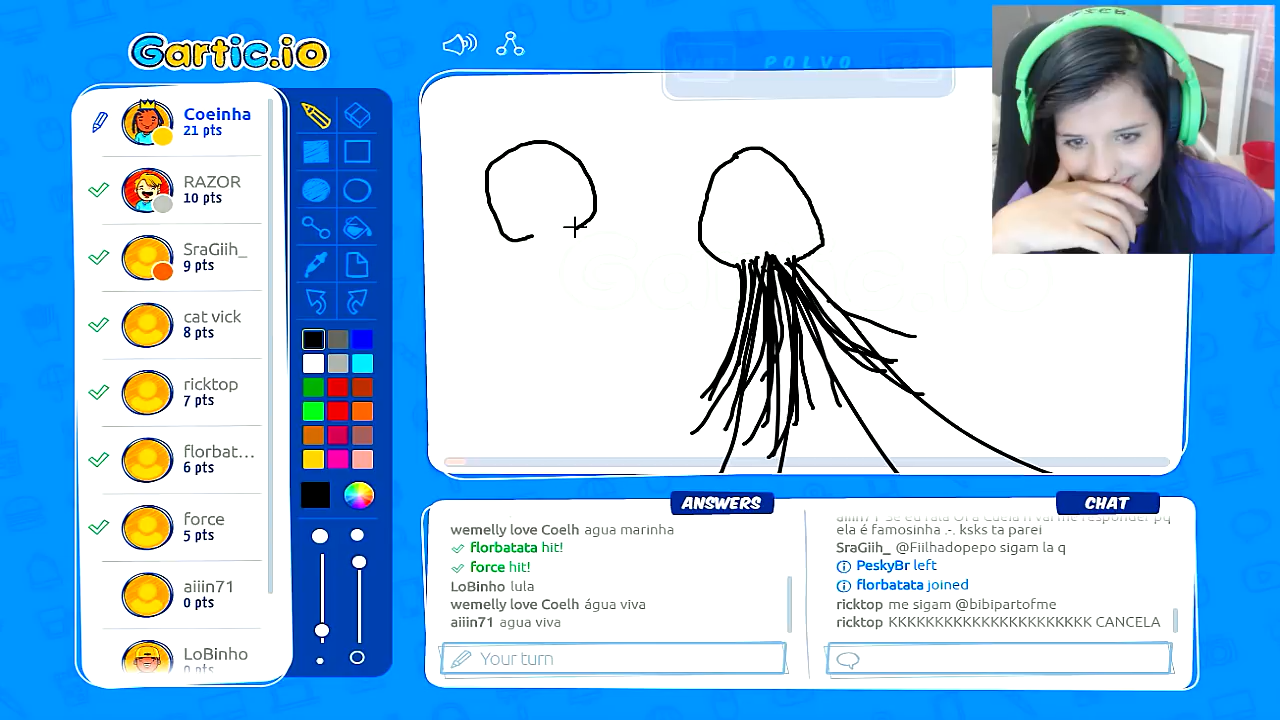 Gartic.io
POLVO
Coeinha
21 pts
RAZOR
10 pts
SraGiih_
9 pts
cat vick
8 pts
ricktop
7 pts
florbat...
6 pts
force
5 pts
aiiin71
0 pts
LoBinho
0 pts
ANSWERS
wemelly love Coelh agua marinha
florbatata hit!
force hit!
LoBinho lula
wemelly love Coelh água viva
aiiin71 agua viva
Your turn
CHAT
ela é famosinha .-. ksks ta parei
SraGiih_ @Fiilhadopepo sigam la q
PeskyBr left
florbatata joined
ricktop me sigam @bibipartofme
ricktop KKKKKKKKKKKKKKKKKKKKKK CANCELA